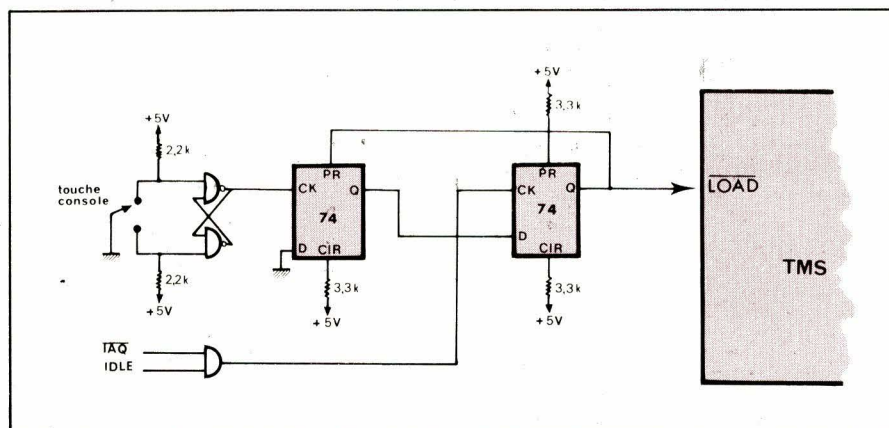 +5V
3,3k
+5V
2,2k
touche
console
PR
CK Q
74
D
CIR
2,2k
+5V
3,3k
+5V
PR
CK Q
74
D
CIR
3,3k
+5V
LOAD
TMS
IAQ
IDLE